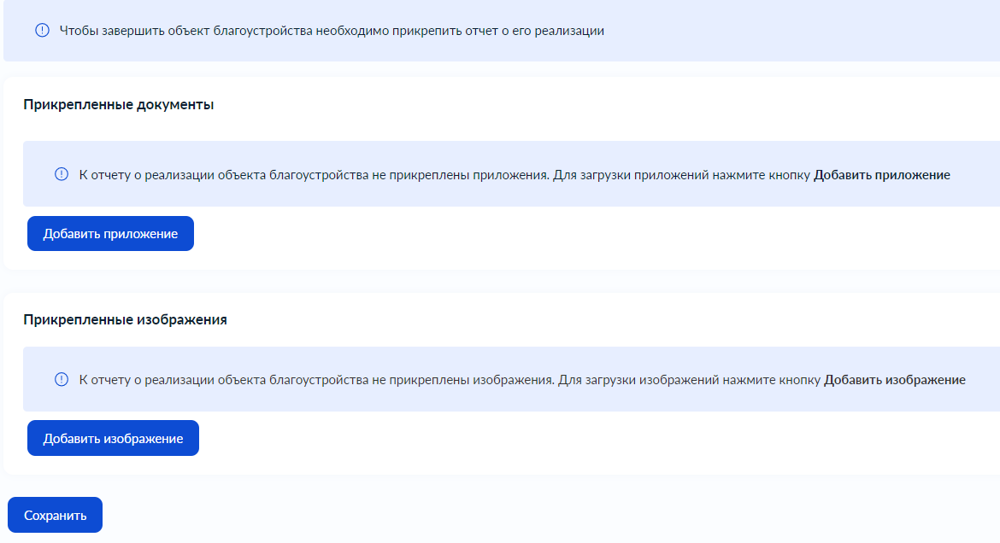 Чтобы завершить объект благоустройства необходимо прикрепить отчет о его реализации
Прикрепленные документы
К отчету о реализации объекта благоустройства не прикреплены приложения. Для загрузки приложений нажмите кнопку Добавить приложение
Добавить приложение
Прикрепленные изображения
К отчету о реализации объекта благоустройства не прикреплены изображения. Для загрузки изображений нажмите кнопку Добавить изображение
Добавить изображение
Сохранить